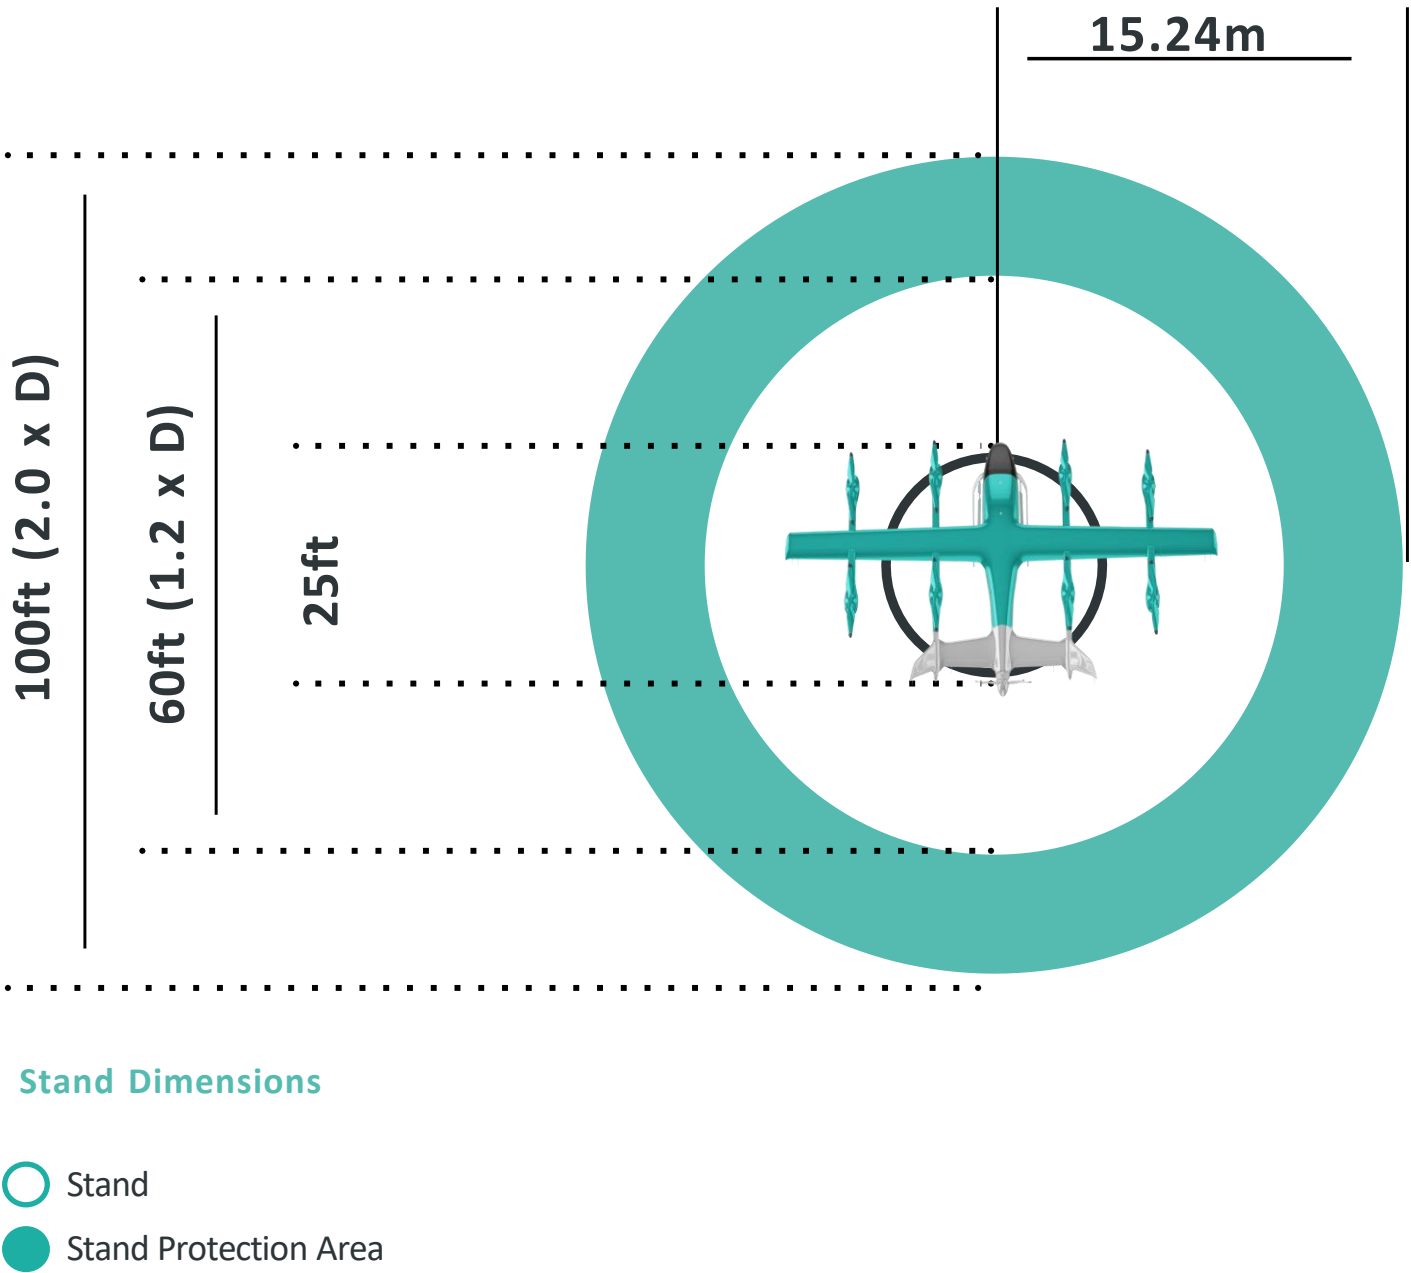 15.24m
100ft (2.0 x D)
60ft (1.2 x D)
25ft
Stand Dimensions
Stand
Stand Protection Area